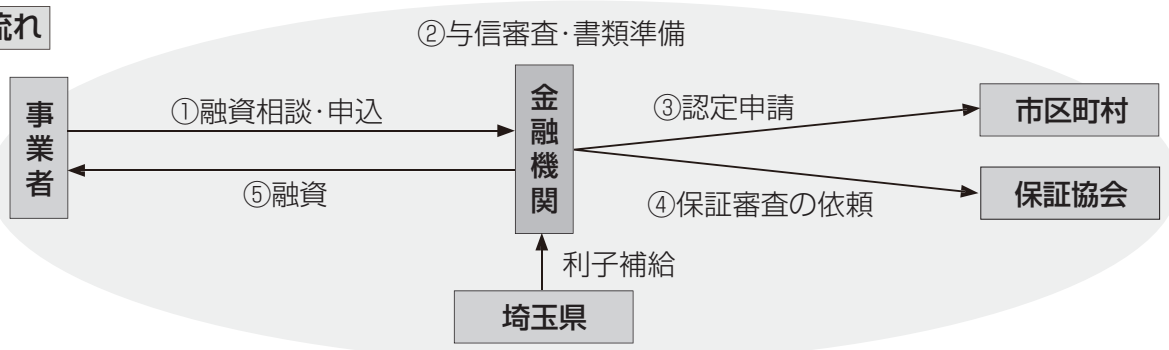 流れ
②与信審査・書類準備
事業者
①融資相談・申込
⑤融資
金融機関
③認定申請
④保証審査の依頼
市区町村
保証協会
利子補給
埼玉県